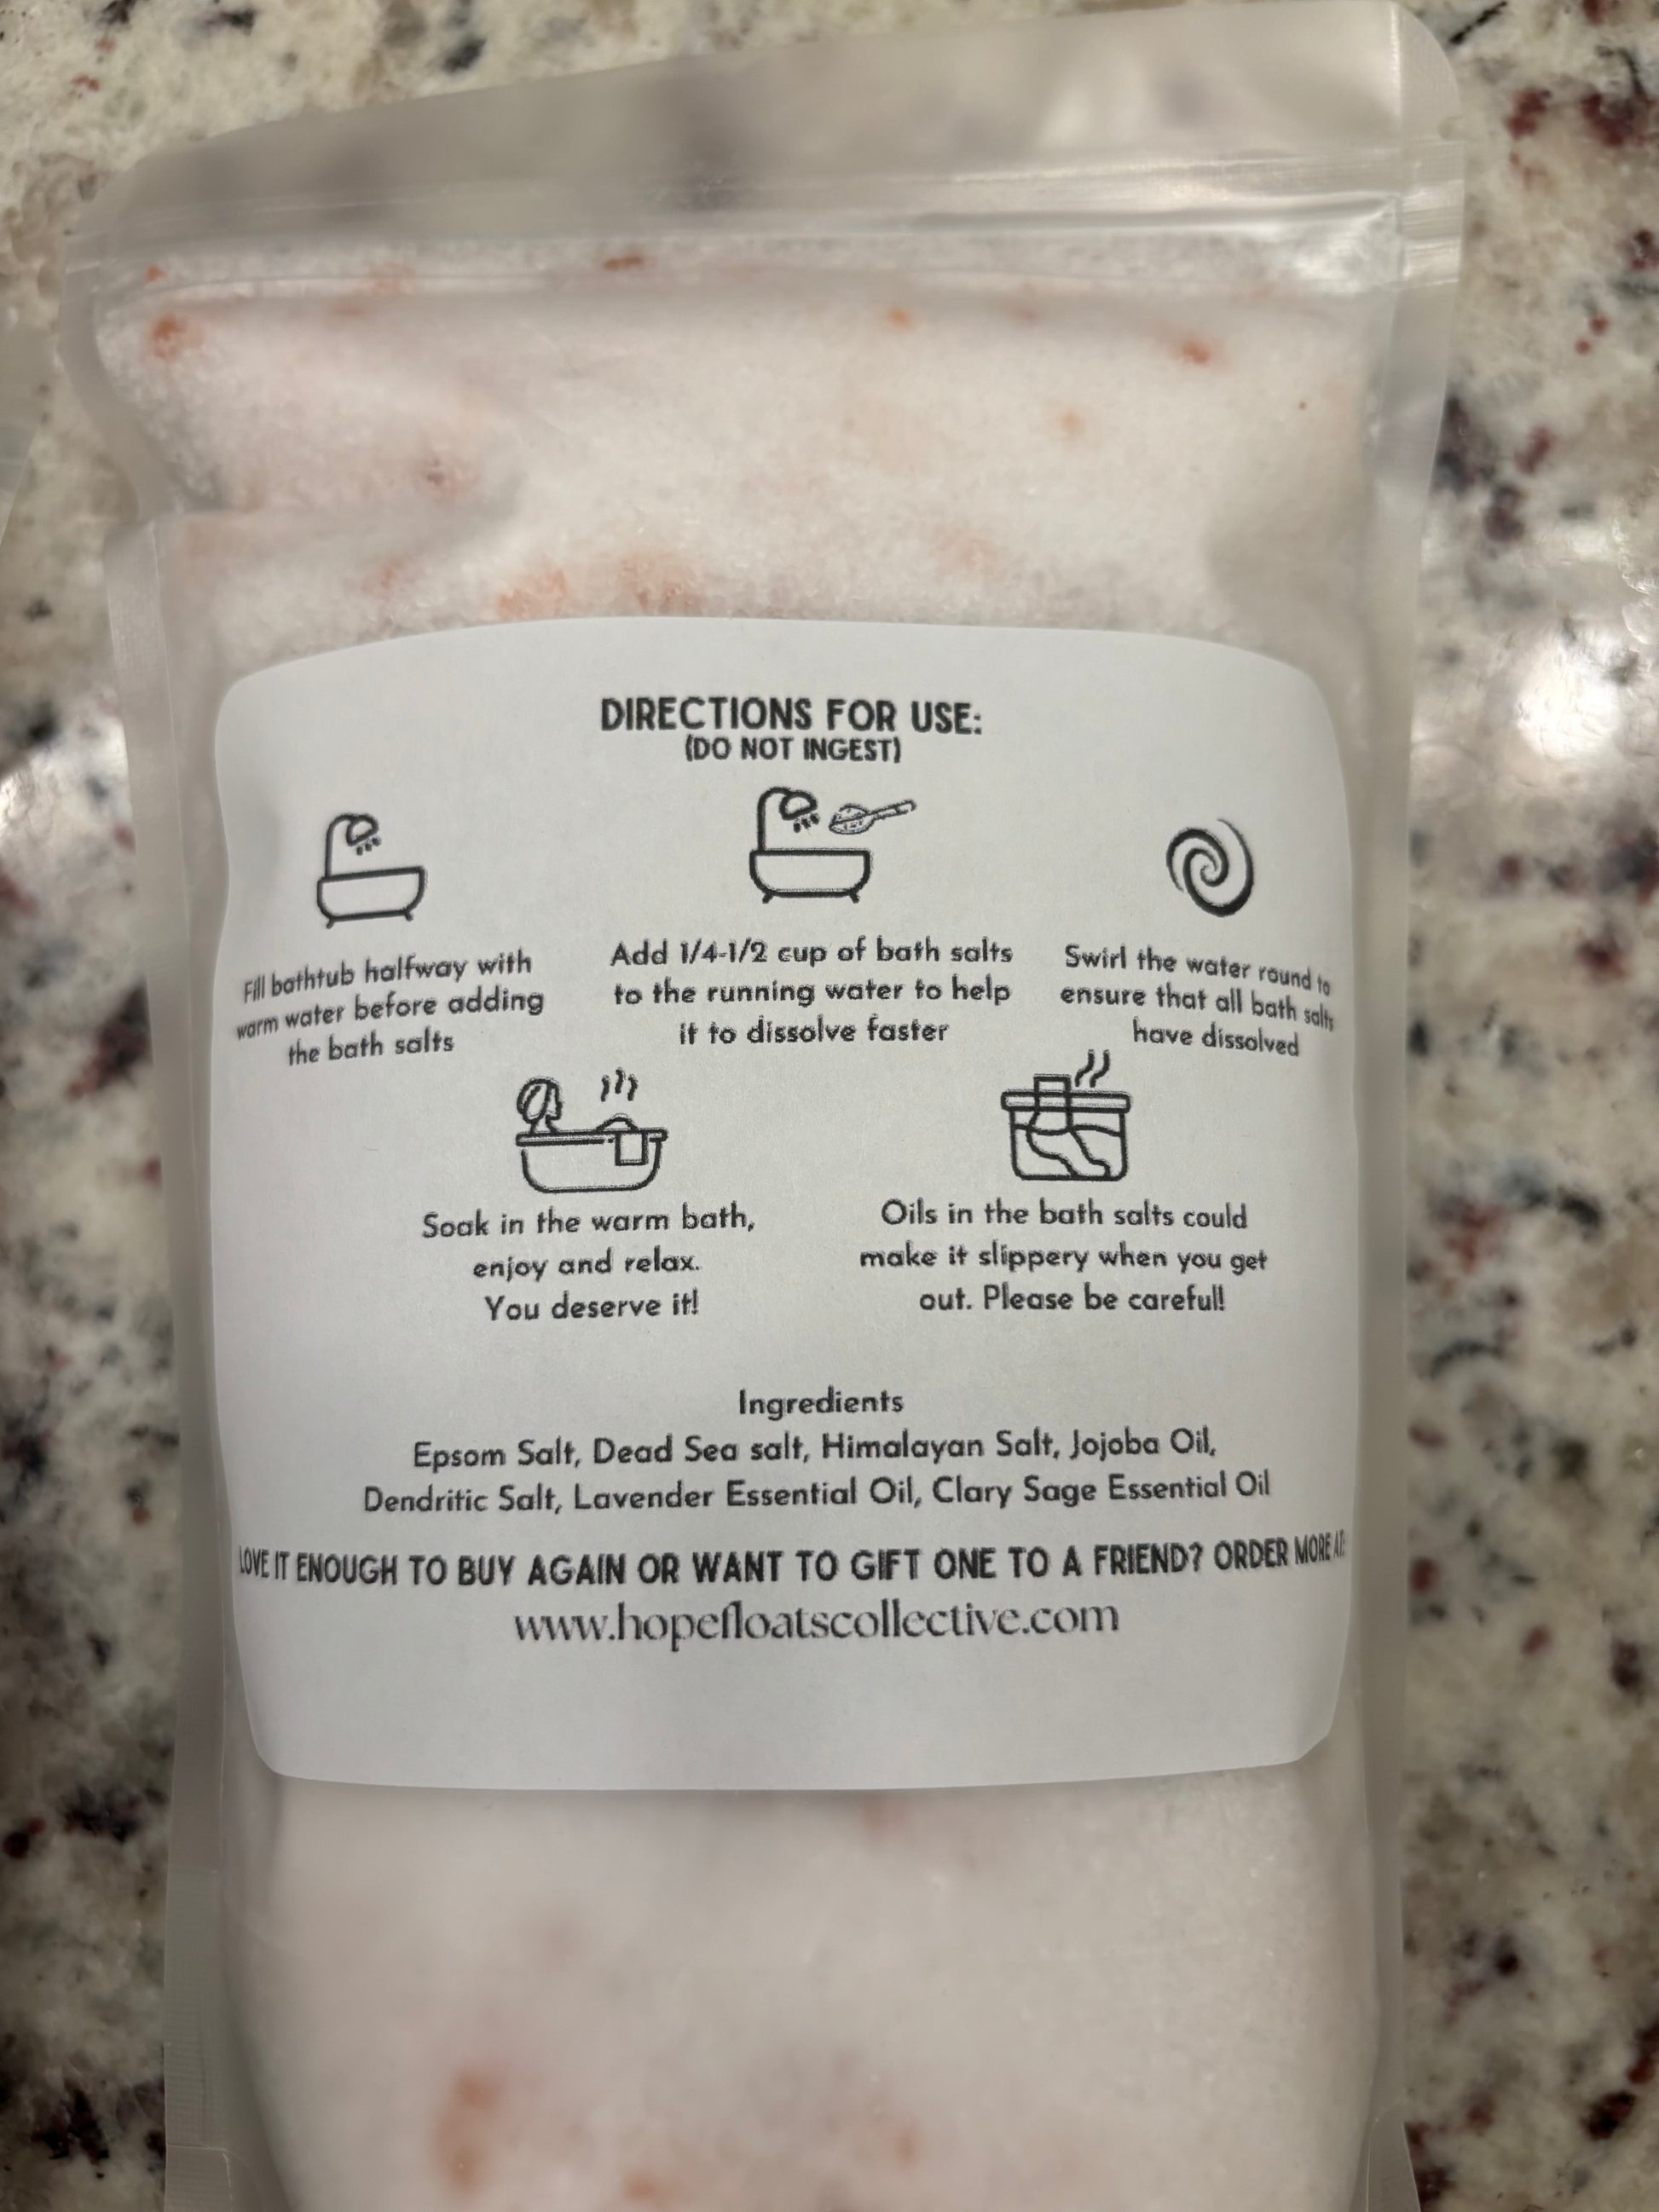 DIRECTIONS FOR USE:
(DO NOT INGEST)
Fill bathtub halfway with
warm water before adding
the bath salts
Add 1/4-1/2 cup of bath salts
to the running water to help
it to dissolve faster
Swirl the water round to
ensure that all bath salts
have dissolved
Soak in the warm bath,
enjoy and relax.
You deserve it!
Oils in the bath salts could
make it slippery when you get
out. Please be careful!
Ingredients
Epsom Salt, Dead Sea salt, Himalayan Salt, Jojoba Oil,
Dendritic Salt, Lavender Essential Oil, Clary Sage Essential Oil
LOVE IT ENOUGH TO BUY AGAIN OR WANT TO GIFT ONE TO A FRIEND? ORDER MORE
www.hopefloatscollective.com